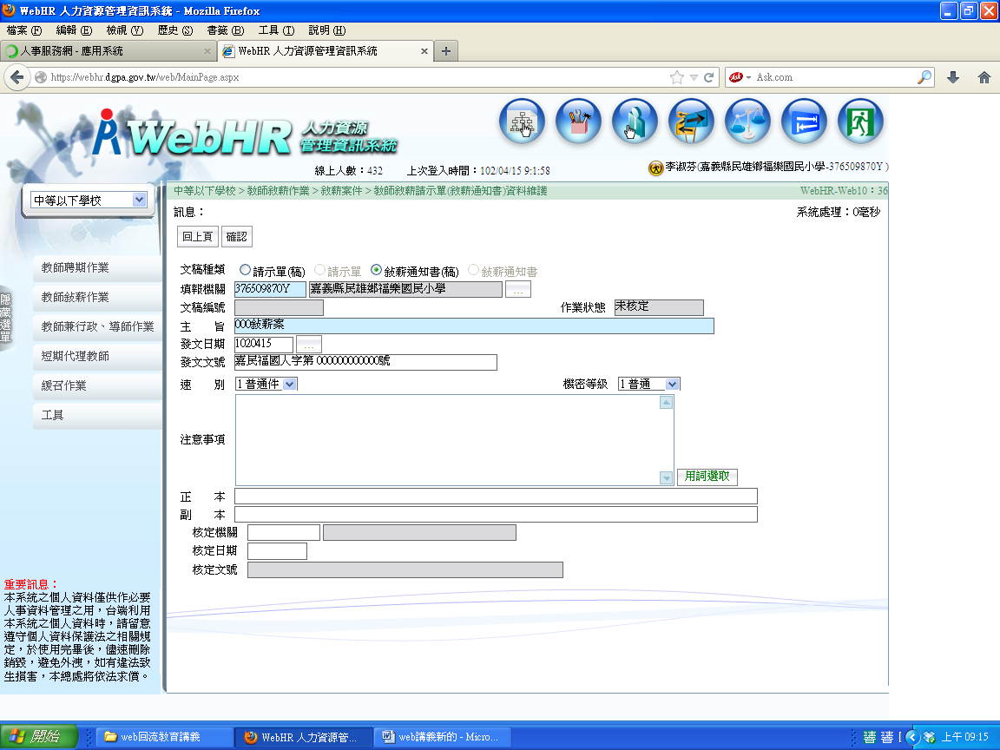 WebHR 人力資源管理資訊系統 - Mozilla Firefox
檔案 (F) 編輯 (E) 檢視 (V) 歷史 (S) 書籤 (B) 工具 (T) 說明 (H)
人事服務網 - 應用系統 × WebHR 人力資源管理資訊系統 × +
https://webhr.dgpa.gov.tw/web/MainPage.aspx Ask Ask.com
WebHR 人力資源
管理資訊系統
線上人數：432 上次登入時間：102/04/15 9:1:58 李淑芬(嘉義縣民雄鄉福樂國民小學-376509870Y )
中等以下學校 > 教師敘薪作業 > 敘薪案件 > 教師敘薪請示單(敘薪通知書)資料維護 WebHR-Web10：36
中等以下學校
訊息： 系統處理：0毫秒
回上頁 確認
教師聘期作業
教師敘薪作業
教師兼行政、導師作業
短期代理教師
緩召作業
工具
隱藏選單
文稿種類 請示單(稿) 請示單 敘薪通知書(稿) 敘薪通知書
填報機關 376509870Y 嘉義縣民雄鄉福樂國民小學 ...
文稿編號 作業狀態 未核定
主 旨 000敘薪案
發文日期 1020415 ...
發文文號 嘉民福國人字第 00000000000號
速 別 1 普通件 機密等級 1 普通
注意事項
用詞選取
正 本
副 本
核定機關
核定日期
核定文號
重要訊息：
本系統之個人資料僅供作必要
人事資料管理之用，台端利用
本系統之個人資料時，請留意
遵守個人資料保護法之相關規
定，於使用完畢後，儘速刪除
銷毀，避免外洩，如有違法致
生損害，本總處將依法求償。
開始 web回流教育講義 WebHR 人力資源管... web講義新的 - Micro... 上午 09:15